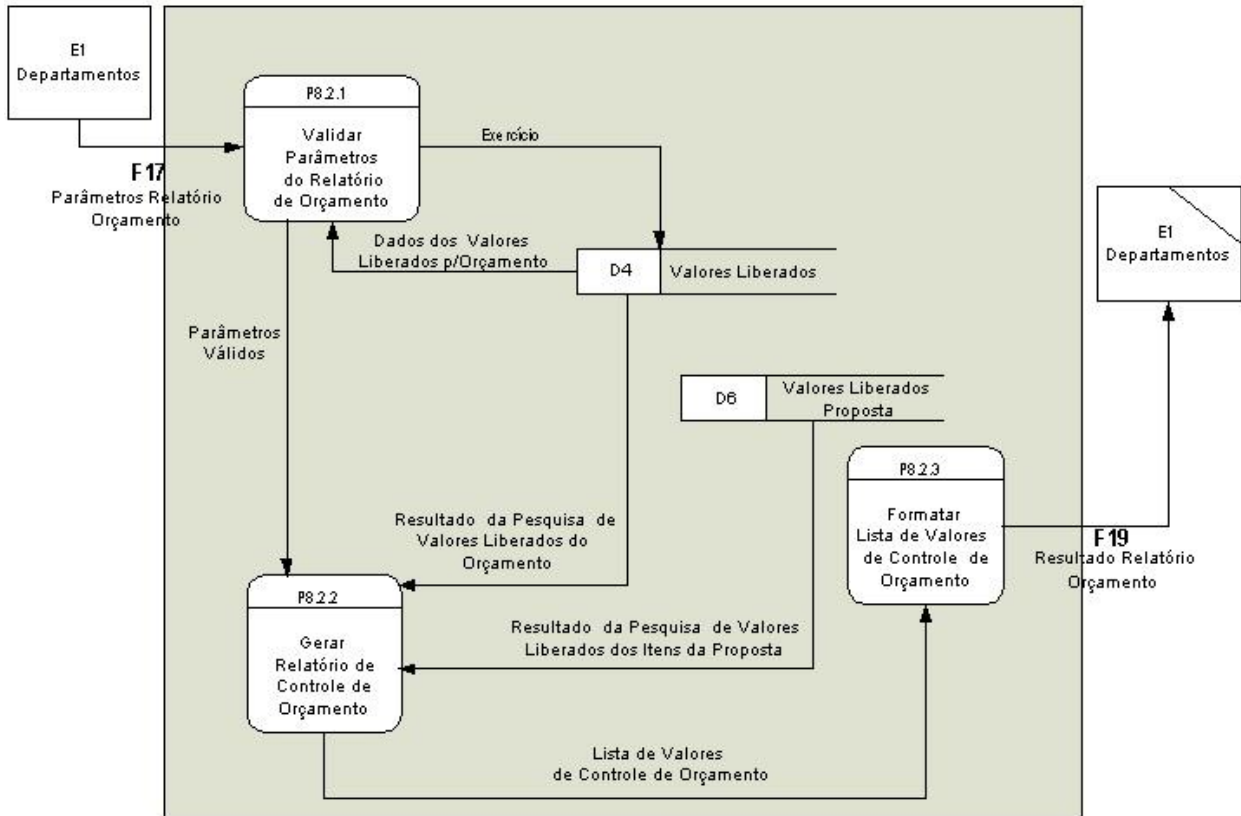 E1
Departamentos
F17
Parâmetros Relatório
Orçamento
P8.2.1
Validar
Parâmetros
do Relatório
de Orçamento
Exercício
Dados dos Valores
Liberados p/Orçamento
D4
Valores Liberados
Parâmetros
Válidos
D6
Valores Liberados
Proposta
E1
Departamentos
P8.2.3
Formatar
Lista de Valores
de Controle de
Orçamento
F19
Resultado Relatório
Orçamento
Resultado da Pesquisa de
Valores Liberados do
Orçamento
P8.2.2
Gerar
Relatório de
Controle de
Orçamento
Resultado da Pesquisa de Valores
Liberados dos Itens da Proposta
Lista de Valores
de Controle de Orçamento